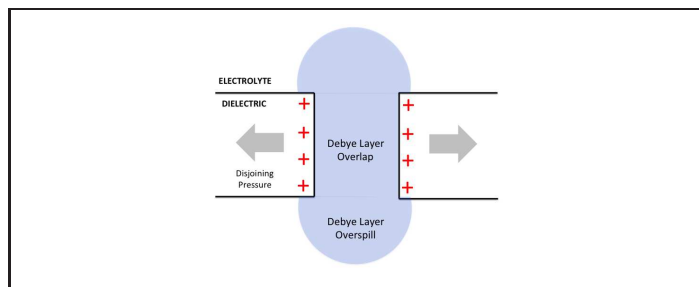 ELECTROLYTE
DIELECTRIC
+ +
+ +
Debye Layer
Overlap
+ +
Disjoining
Pressure
+ +
Debye Layer
Overspill